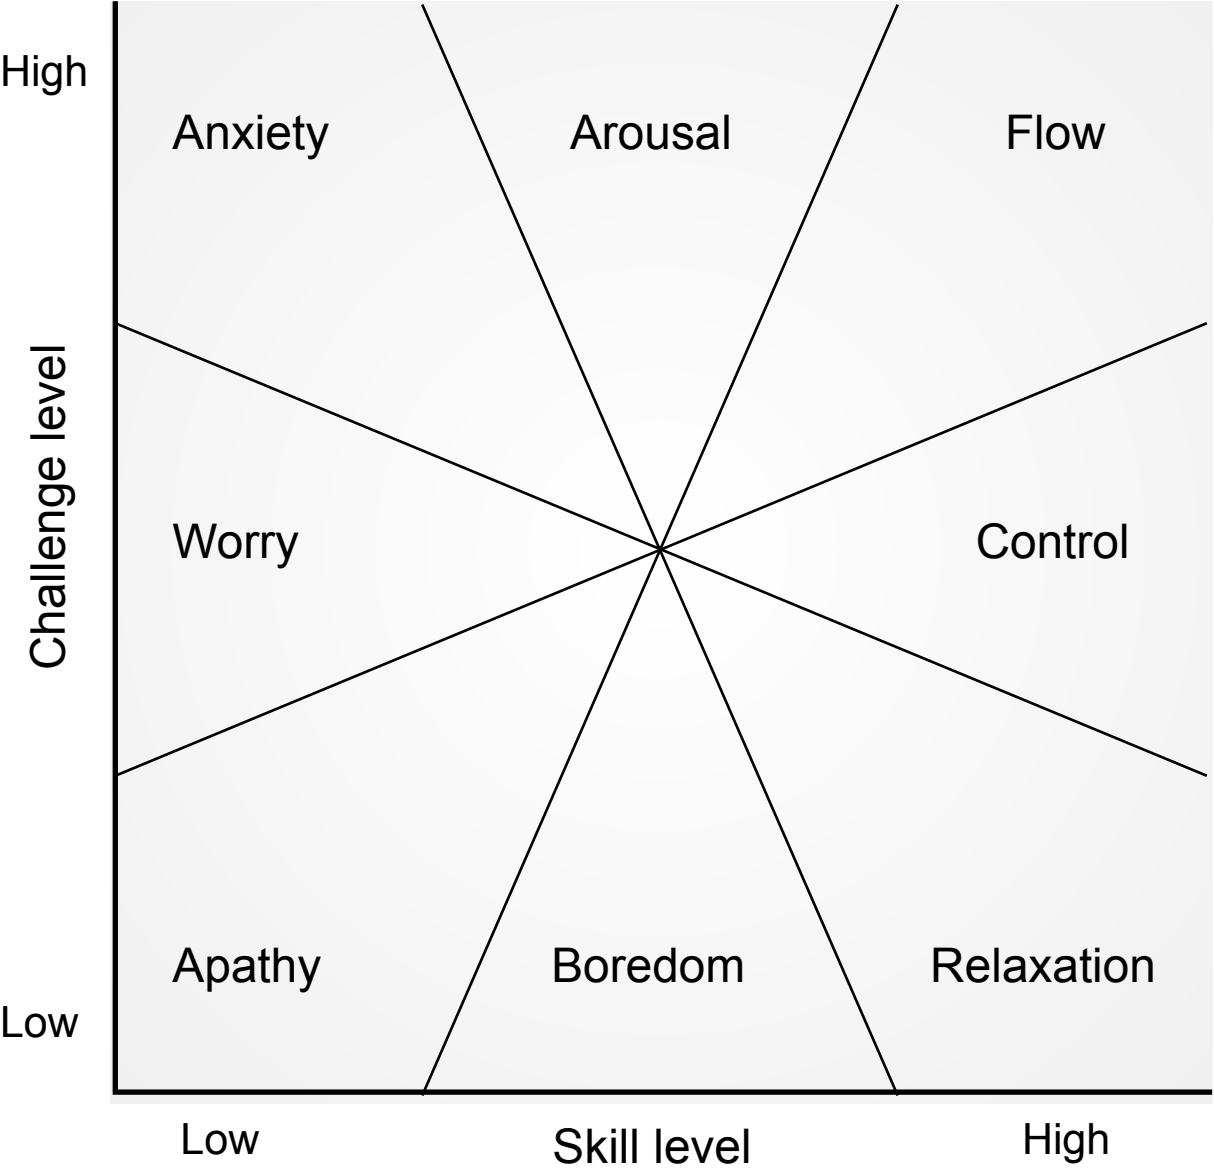 High
Anxiety
Arousal
Flow
Challenge level
Worry
Control
Apathy
Boredom
Relaxation
Low
Low
Skill level
High